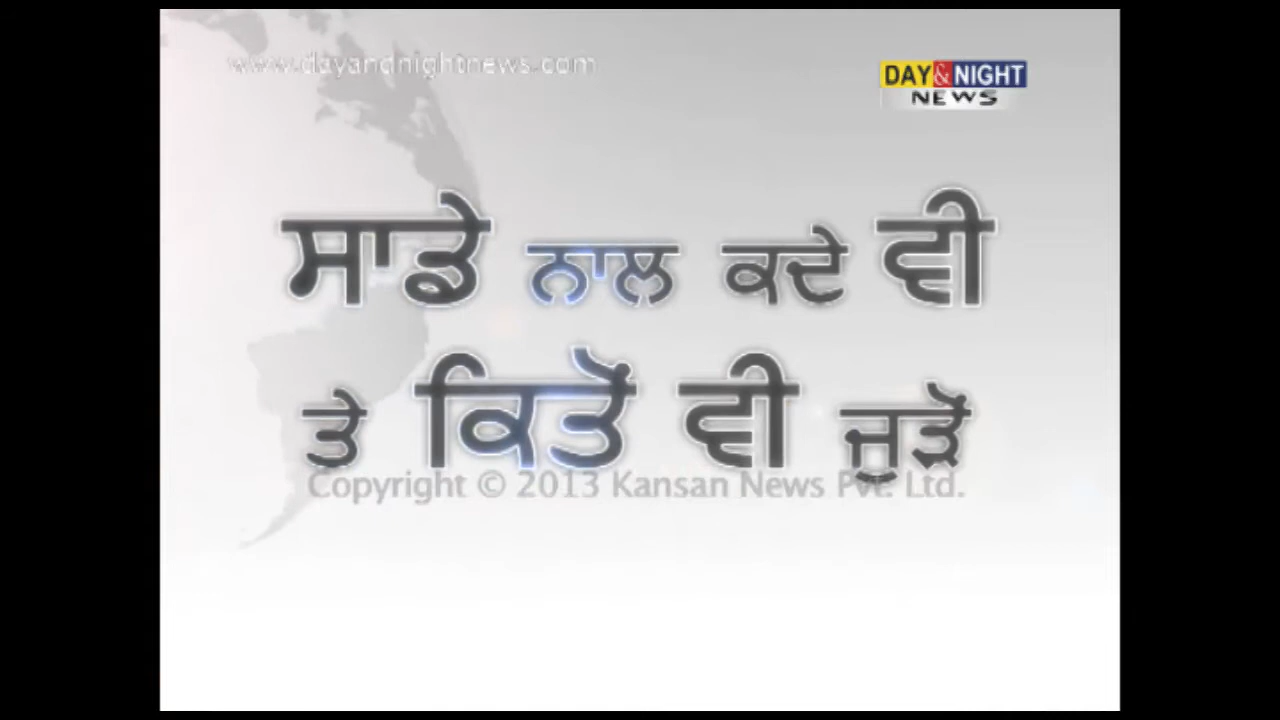 www.dayandnightnews.com
DAY&NIGHT
NEWS
ਸਾਡੇ ਨਾਲ ਕਦੇ ਵੀ
ਤੇ ਕਿਤੋਂ ਵੀ ਜੁੜੋਂ
Copyright © 2013 Kansan News Pvt. Ltd.